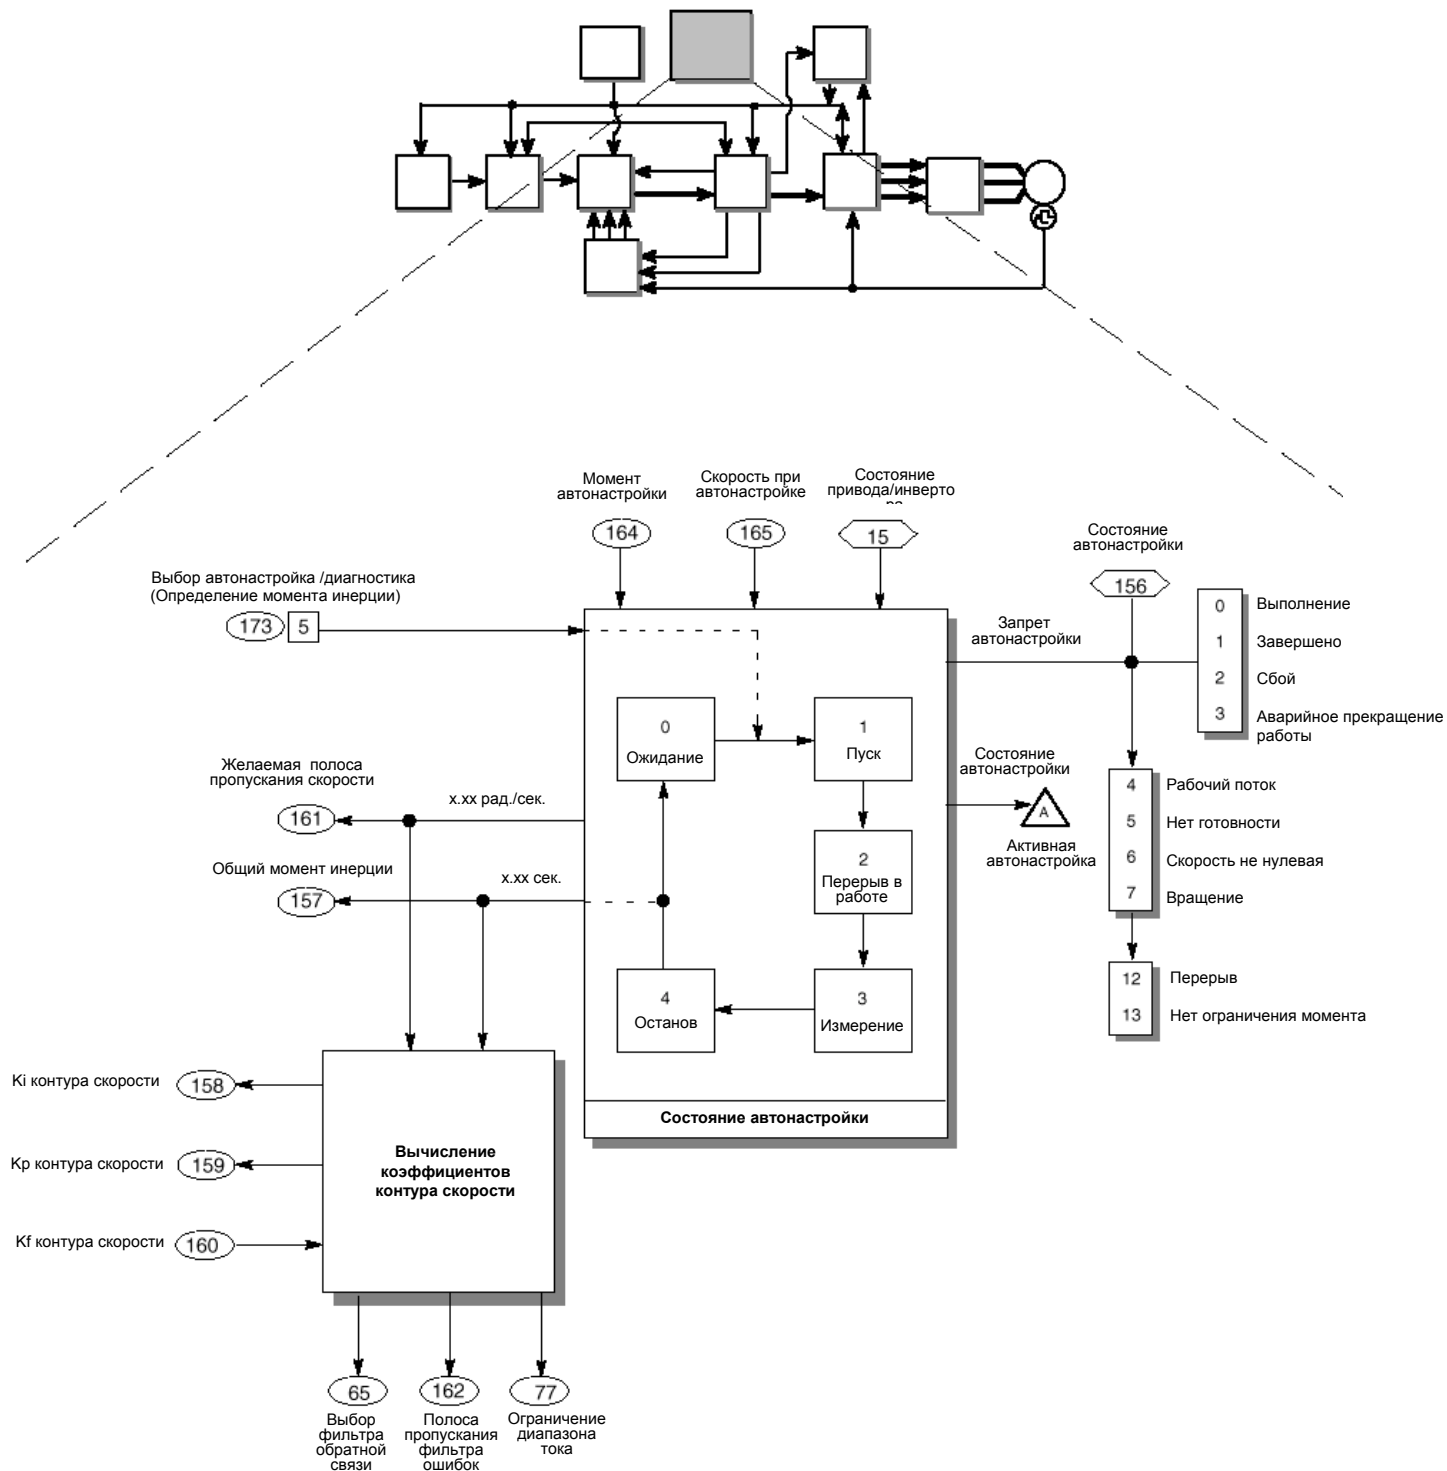 Момент
автонастройки
164
Скорость при
автонастройке
165
Состояние
привода/инверто
15
Состояние
автонастройки
156
Выбор автонастройка /диагностика
(Определение момента инерции)
173 5
Запрет
автонастройки
0 Выполнение
1 Завершено
2 Сбой
3 Аварийное прекращение
работы
0
Ожидание
1
Пуск
2
Перерыв в
работе
3
Измерение
4
Останов
Состояние автонастройки
Состояние
автонастройки
A
Активная
автонастройка
4 Рабочий поток
5 Нет готовности
6 Скорость не нулевая
7 Вращение
12 Перерыв
13 Нет ограничения момента
Желаемая полоса
пропускания скорости
161
х.хх рад./сек.
Общий момент инерции
157
х.хх сек.
Ki контура скорости 158
Kp контура скорости 159
Kf контура скорости 160
Вычисление
коэффициентов
контура скорости
65
Выбор
фильтра
обратной
связи
162
Полоса
пропускания
фильтра
ошибок
77
Ограничение
диапазона
тока